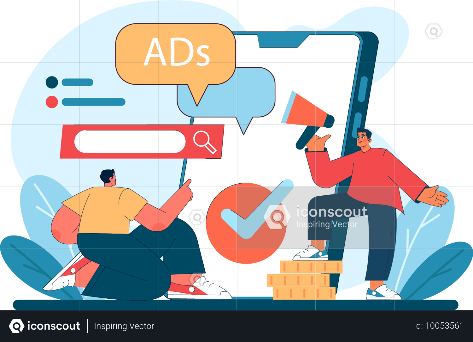 ADs
iconscout
Inspiring Vector
iconscout | Inspiring Vector